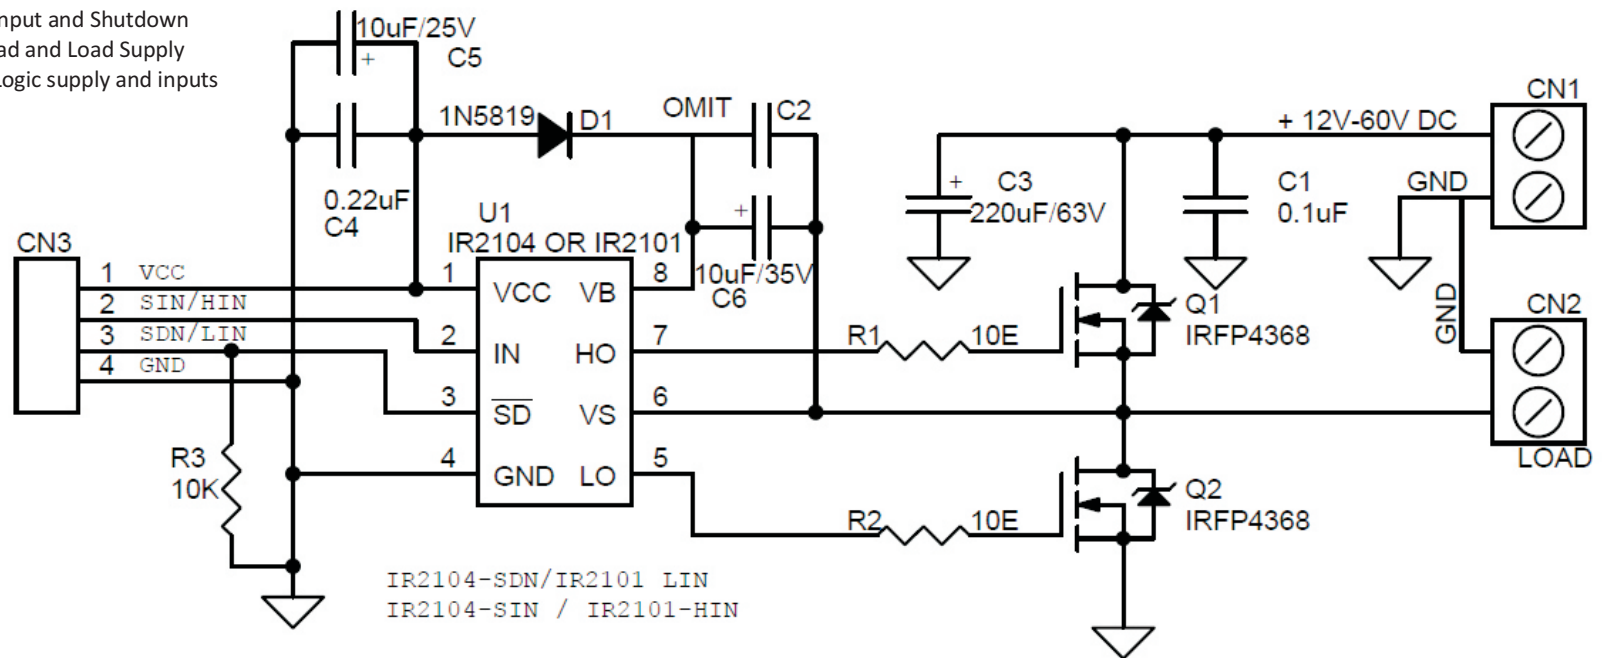 nput and Shutdown
ad and Load Supply
Logic supply and inputs
10uF/25V
+
C5
1N5819
D1
OMIT
C2
0.22uF
C4
+ 12V-60V DC
CN1
+
C3
220uF/63V
C1
0.1uF
GND
U1
IR2104 OR IR2101
+
10uF/35V
C6
CN3
1 VCC
2 SIN/HIN
3 SDN/LIN
4 GND
1 VCC VB 8
2 IN HO 7
3 SD VS 6
4 GND LO 5
R1 10E
Q1
IRFP4368
GND
CN2
LOAD
R3
10K
R2 10E
Q2
IRFP4368
IR2104-SDN/IR2101 LIN
IR2104-SIN / IR2101-HIN